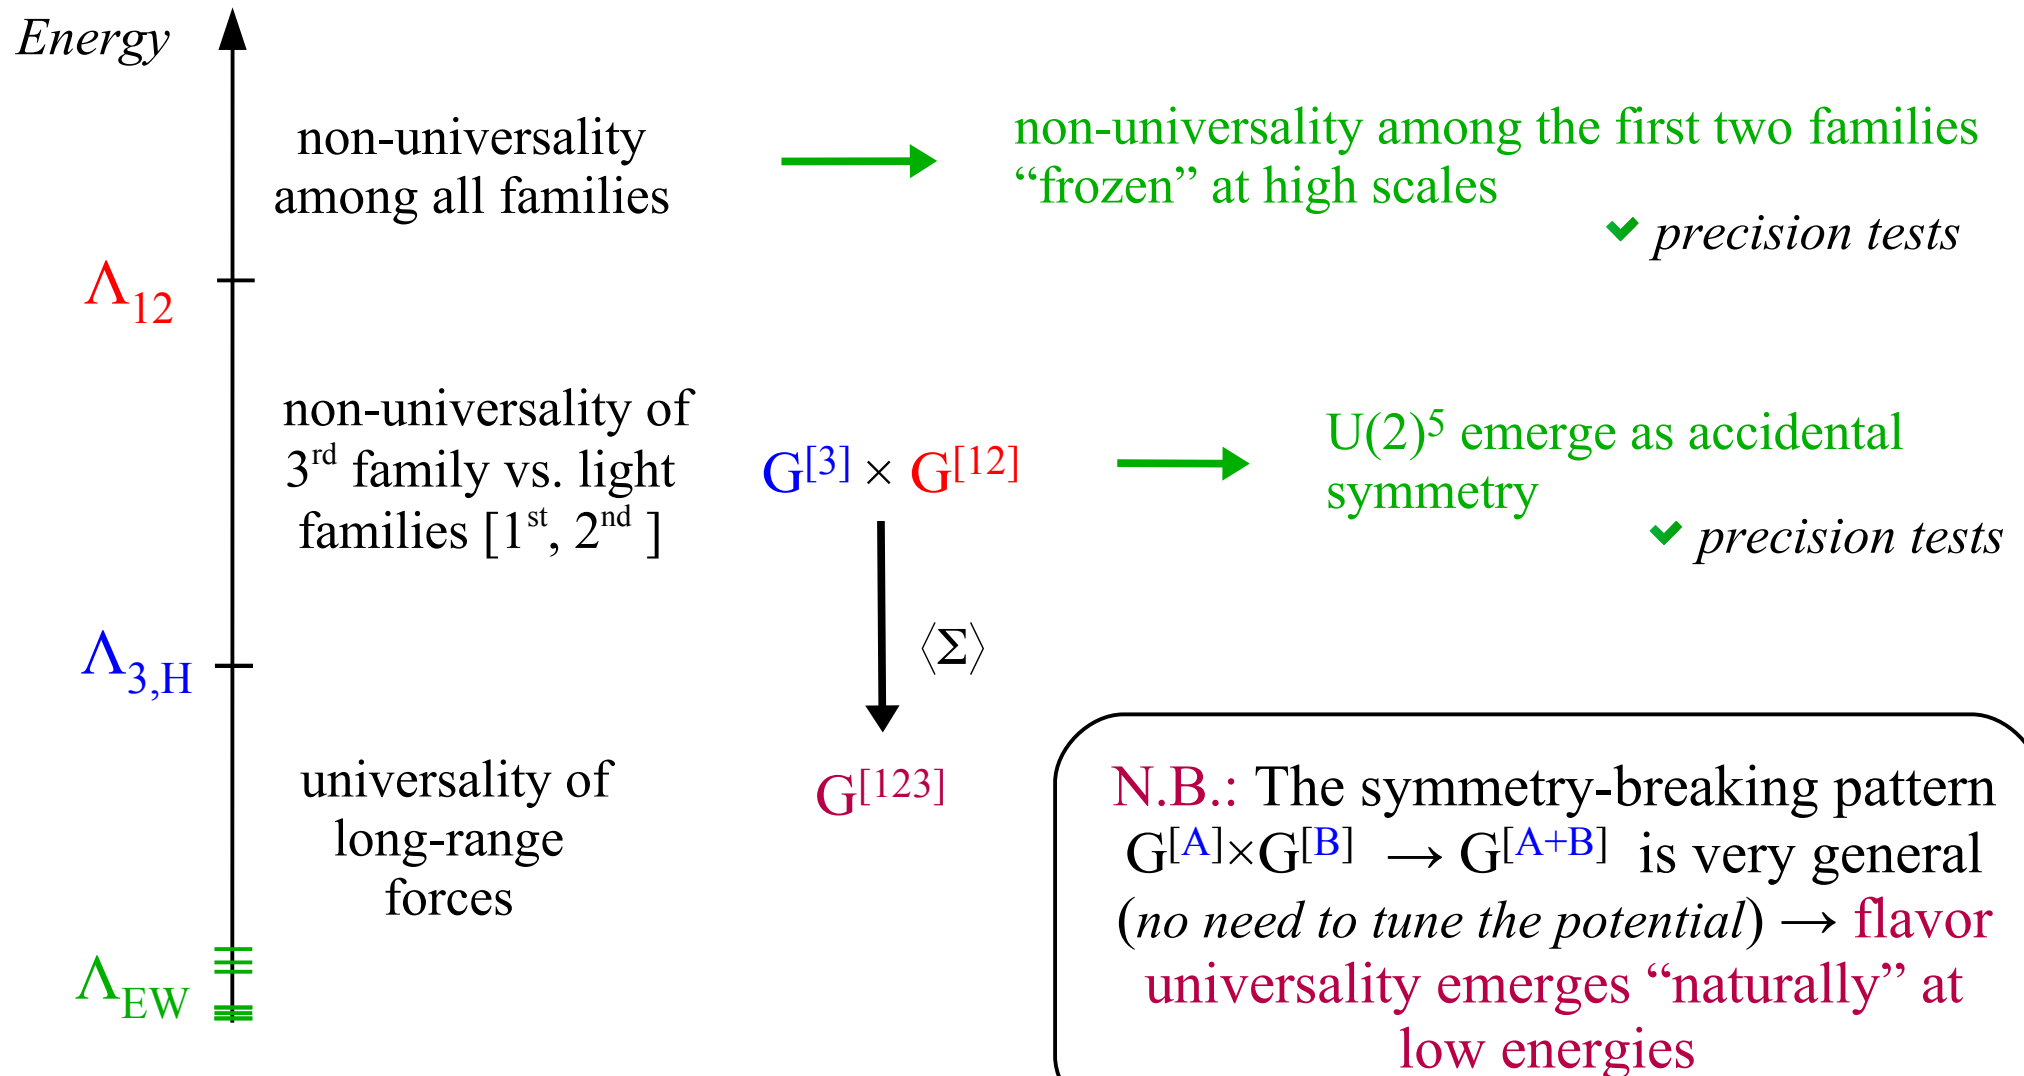 Energy
non-universality
among all families
non-universality among the first two families
“frozen” at high scales
✔ precision tests
Λ₁₂
non-universality of
3ʳᵈ family vs. light
families [1ˢᵗ, 2ⁿᵈ ]
G^[3] × G^[12]
U(2)⁵ emerge as accidental
symmetry
✔ precision tests
⟨Σ⟩
Λ_3,H
universality of
long-range
forces
G^[123]
Λ_EW
N.B.: The symmetry-breaking pattern
G^[A]×G^[B] → G^[A+B] is very general
(no need to tune the potential) → flavor
universality emerges “naturally” at
low energies